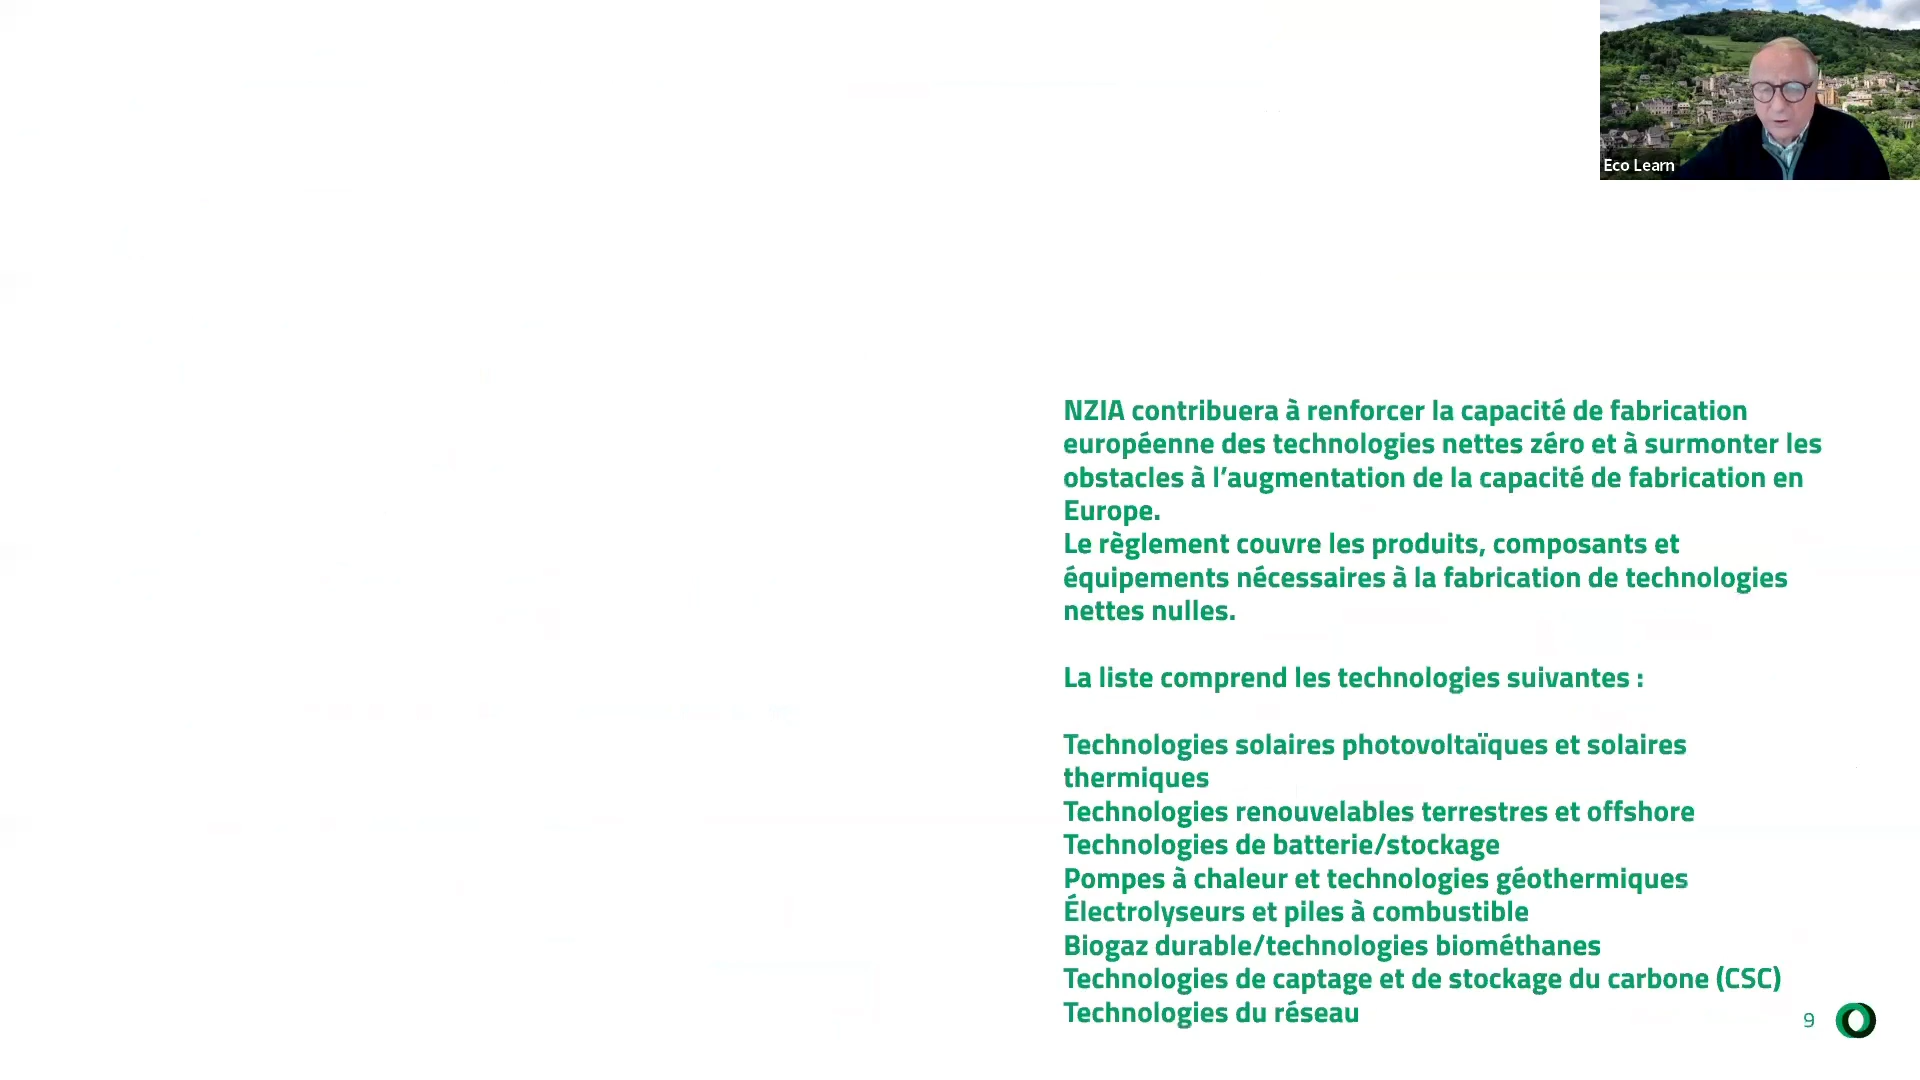 Eco Learn
NZIA contribuera à renforcer la capacité de fabrication
européenne des technologies nettes zéro et à surmonter les
obstacles à l’augmentation de la capacité de fabrication en
Europe.
Le règlement couvre les produits, composants et
équipements nécessaires à la fabrication de technologies
nettes nulles.
La liste comprend les technologies suivantes :
Technologies solaires photovoltaïques et solaires
thermiques
Technologies renouvelables terrestres et offshore
Technologies de batterie/stockage
Pompes à chaleur et technologies géothermiques
Électrolyseurs et piles à combustible
Biogaz durable/technologies biométhanes
Technologies de captage et de stockage du carbone (CSC)
Technologies du réseau
9